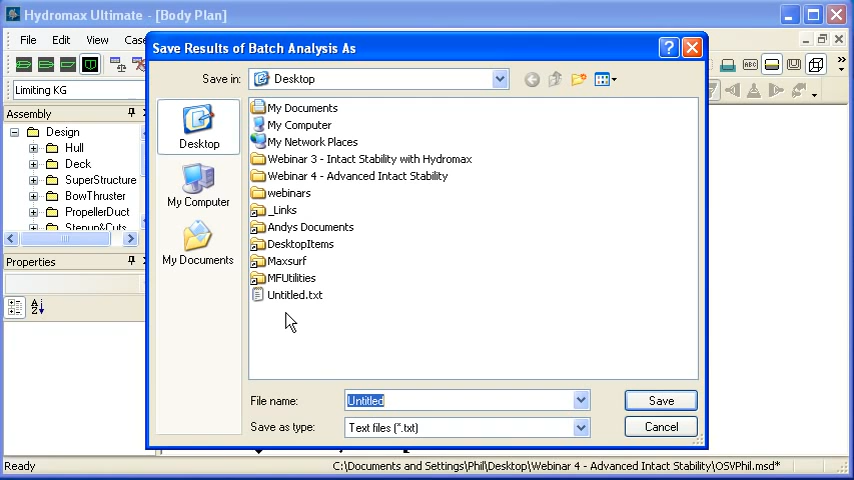 Hydromax Ultimate - [Body Plan]
File Edit View Cas
Limiting KG
Assembly
Design
Hull
Deck
SuperStructure
BowThruster
PropellerDuct
Stepup&Cuts
Properties
Save Results of Batch Analysis As
Save in: Desktop
Desktop
My Computer
My Documents
My Documents
My Computer
My Network Places
Webinar 3 - Intact Stability with Hydromax
Webinar 4 - Advanced Intact Stability
webinars
_Links
Andys Documents
DesktopItems
Maxsurf
MFUtilities
Untitled.txt
File name: Untitled
Save
Save as type: Text files (*.txt)
Cancel
ABC
Ready
C:\Documents and Settings\Phil\Desktop\Webinar 4 - Advanced Intact Stability\OSVPhil.msd*